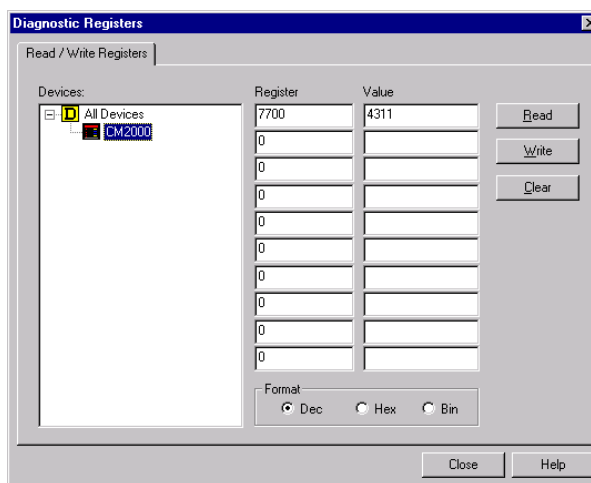 Diagnostic Registers
Read / Write Registers
Devices:
Register
Value
D All Devices
CM2000
7700
4311
Read
0
Write
0
0
Clear
0
0
0
0
0
0
Format
Dec
Hex
Bin
Close
Help